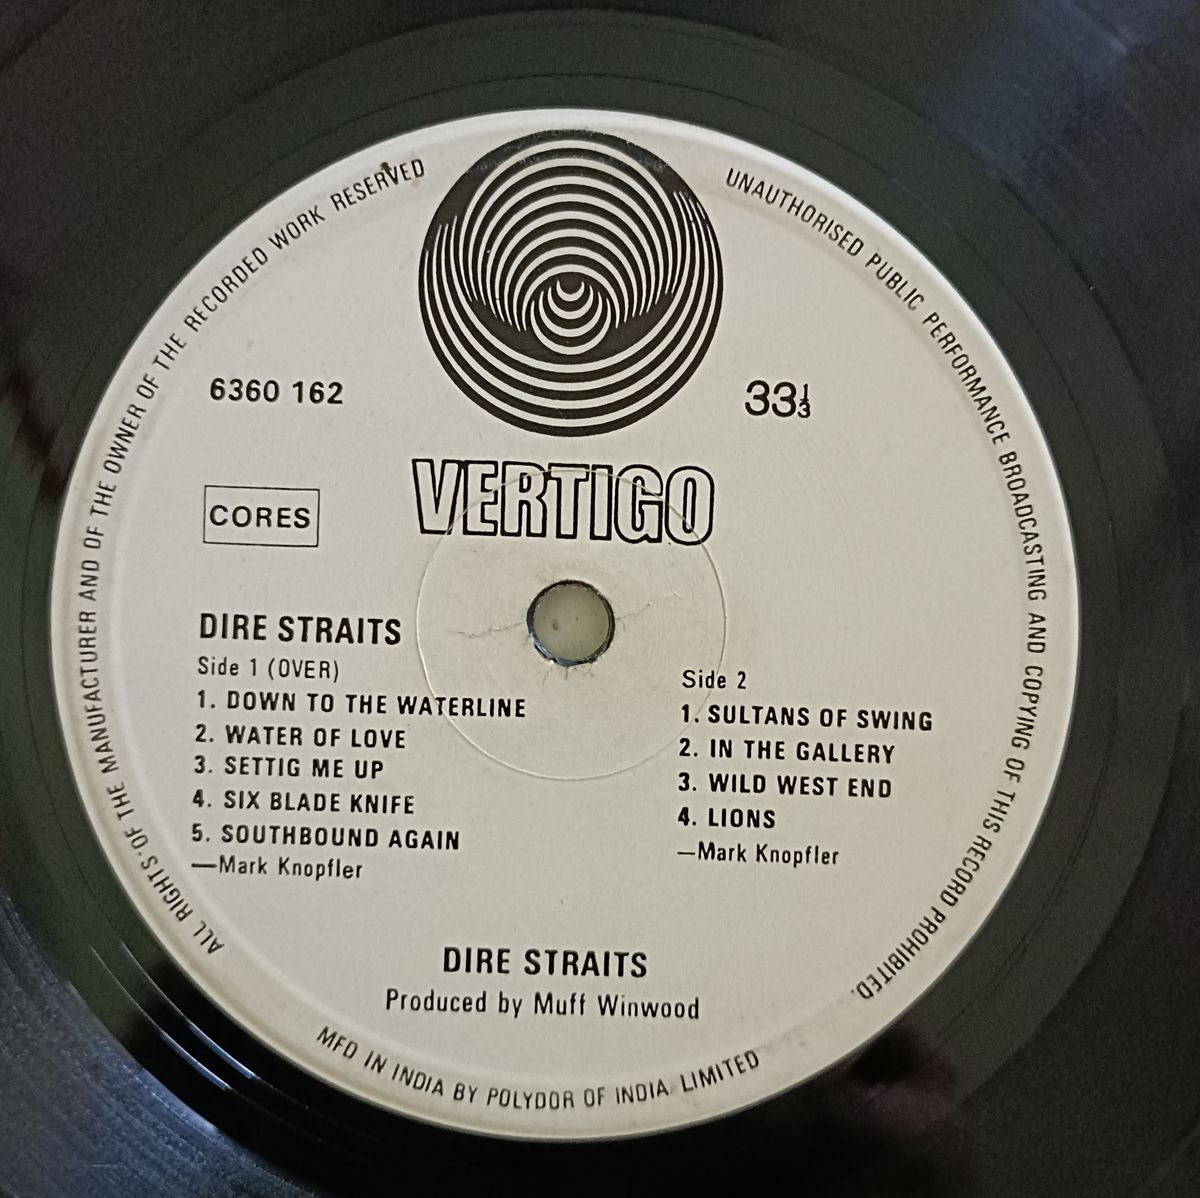 ALL RIGHTS OF THE MANUFACTURER AND OF THE OWNER OF THE RECORDED WORK RESERVED
UNAUTHORISED PUBLIC PERFORMANCE BROADCASTING AND COPYING OF THIS RECORD PROHIBITED.
6360 162
33⅓
VERTIGO
CORES
DIRE STRAITS
Side 1 (OVER)
1. DOWN TO THE WATERLINE
2. WATER OF LOVE
3. SETTIG ME UP
4. SIX BLADE KNIFE
5. SOUTHBOUND AGAIN
—Mark Knopfler
Side 2
1. SULTANS OF SWING
2. IN THE GALLERY
3. WILD WEST END
4. LIONS
—Mark Knopfler
DIRE STRAITS
Produced by Muff Winwood
MFD IN INDIA BY POLYDOR OF INDIA LIMITED